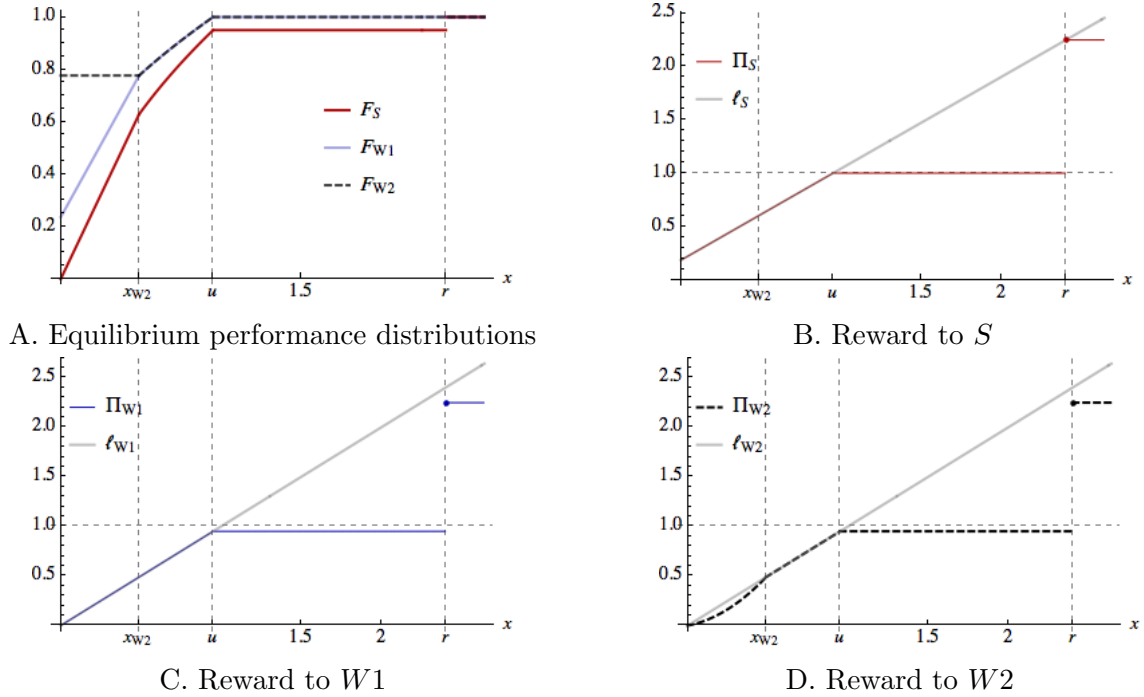 1.0
0.8
0.6
0.4
0.2
F_S
F_W1
F_W2
x_W2 u 1.5 r x
A. Equilibrium performance distributions
2.5
2.0
1.5
1.0
0.5
Π_S
ℓ_S
x_W2 u 1.5 2 r x
B. Reward to S
2.5
2.0
1.5
1.0
0.5
Π_W1
ℓ_W1
x_W2 u 1.5 2 r x
C. Reward to W1
2.5
2.0
1.5
1.0
0.5
Π_W2
ℓ_W2
x_W2 u 1.5 2 r x
D. Reward to W2